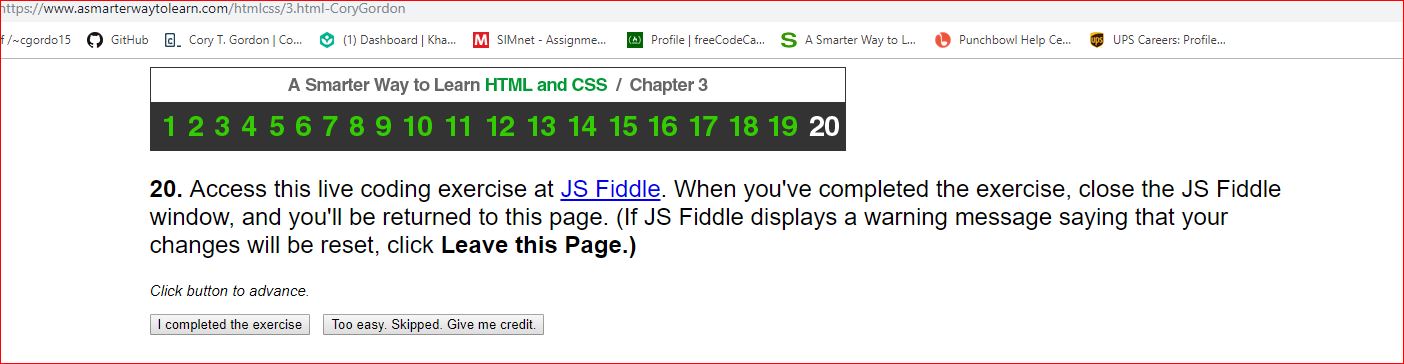 https://www.asmarterwaytolearn.com/htmlcss/3.html-CoryGordon
f /~cgordo15 GitHub Cory T. Gordon | Co... (1) Dashboard | Kha... M SIMnet - Assignme... Profile | freeCodeCa... S A Smarter Way to L... Punchbowl Help Ce... ups UPS Careers: Profile...
A Smarter Way to Learn HTML and CSS / Chapter 3
1 2 3 4 5 6 7 8 9 10 11 12 13 14 15 16 17 18 19 20
20. Access this live coding exercise at JS Fiddle. When you've completed the exercise, close the JS Fiddle
window, and you'll be returned to this page. (If JS Fiddle displays a warning message saying that your
changes will be reset, click Leave this Page.)
Click button to advance.
I completed the exercise Too easy. Skipped. Give me credit.